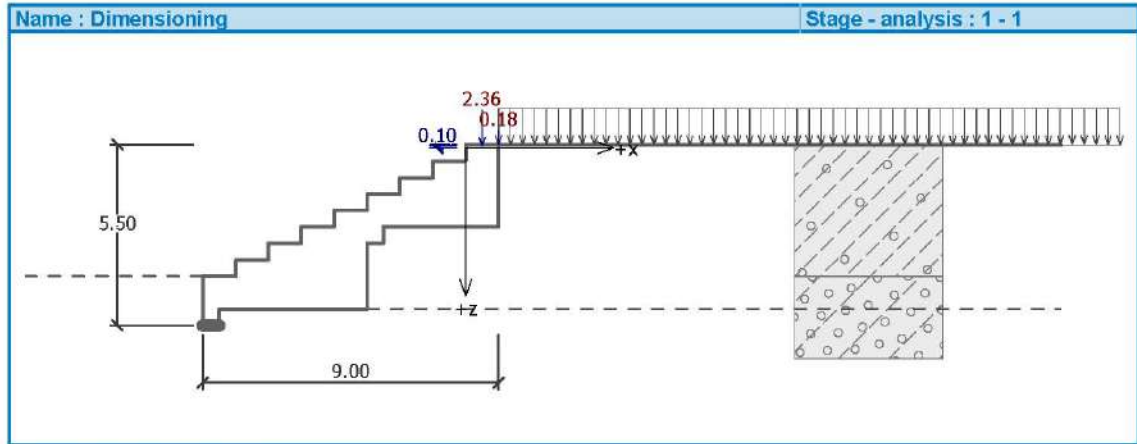 Name : Dimensioning
Stage - analysis : 1 - 1
2.36
0.18
0.10
+x
5.50
+z
9.00